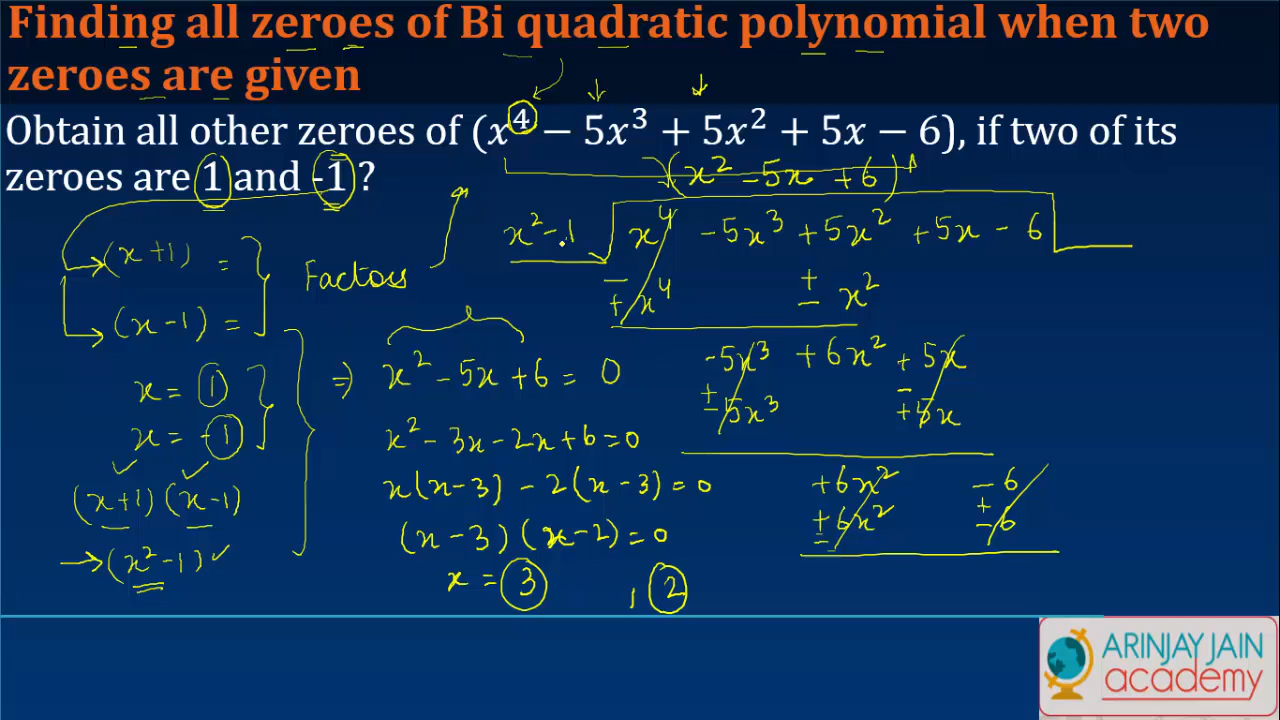 Finding all zeroes of Bi quadratic polynomial when two
zeroes are given
Obtain all other zeroes of (x⁴ − 5x³ + 5x² + 5x − 6), if two of its
zeroes are 1 and -1 ?
(x² - 5x + 6)
x² - 1 x⁴ - 5x³ + 5x² + 5x - 6
− + x⁴ + − x²
- 5x³ + 6x² + 5x
+ − 5x³ − + 5x
+ 6x² - 6
+ − 6x² + − 6
(x + 1) =
(x - 1) =
Factors
x = 1
x = -1
(x+1) (x-1)
→ (x² - 1)
⇒ x² - 5x + 6 = 0
x² - 3x - 2x + 6 = 0
x(x-3) - 2(x-3) = 0
(x - 3) (x - 2) = 0
x = 3 , 2
ARINJAY JAIN
academy